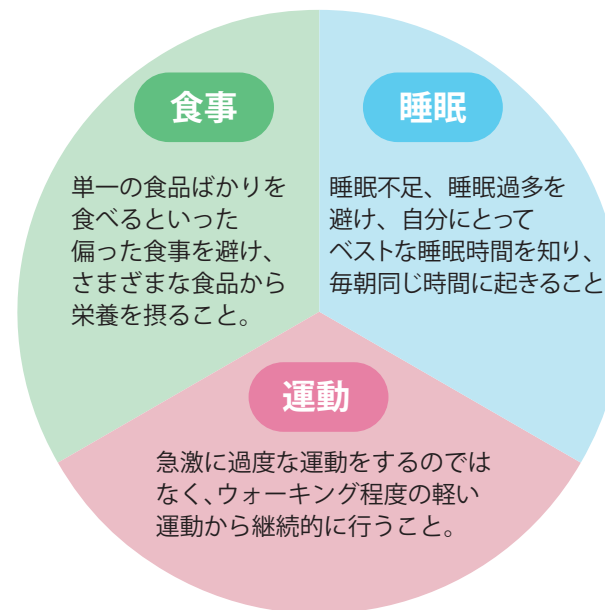 食事
単一の食品ばかりを
食べるといった
偏った食事を避け、
さまざまな食品から
栄養を摂ること。
睡眠
睡眠不足、睡眠過多を
避け、自分にとって
ベストな睡眠時間を知り、
毎朝同じ時間に起きること
運動
急激に過度な運動をするのでは
なく、ウォーキング程度の軽い
運動から継続的に行うこと。